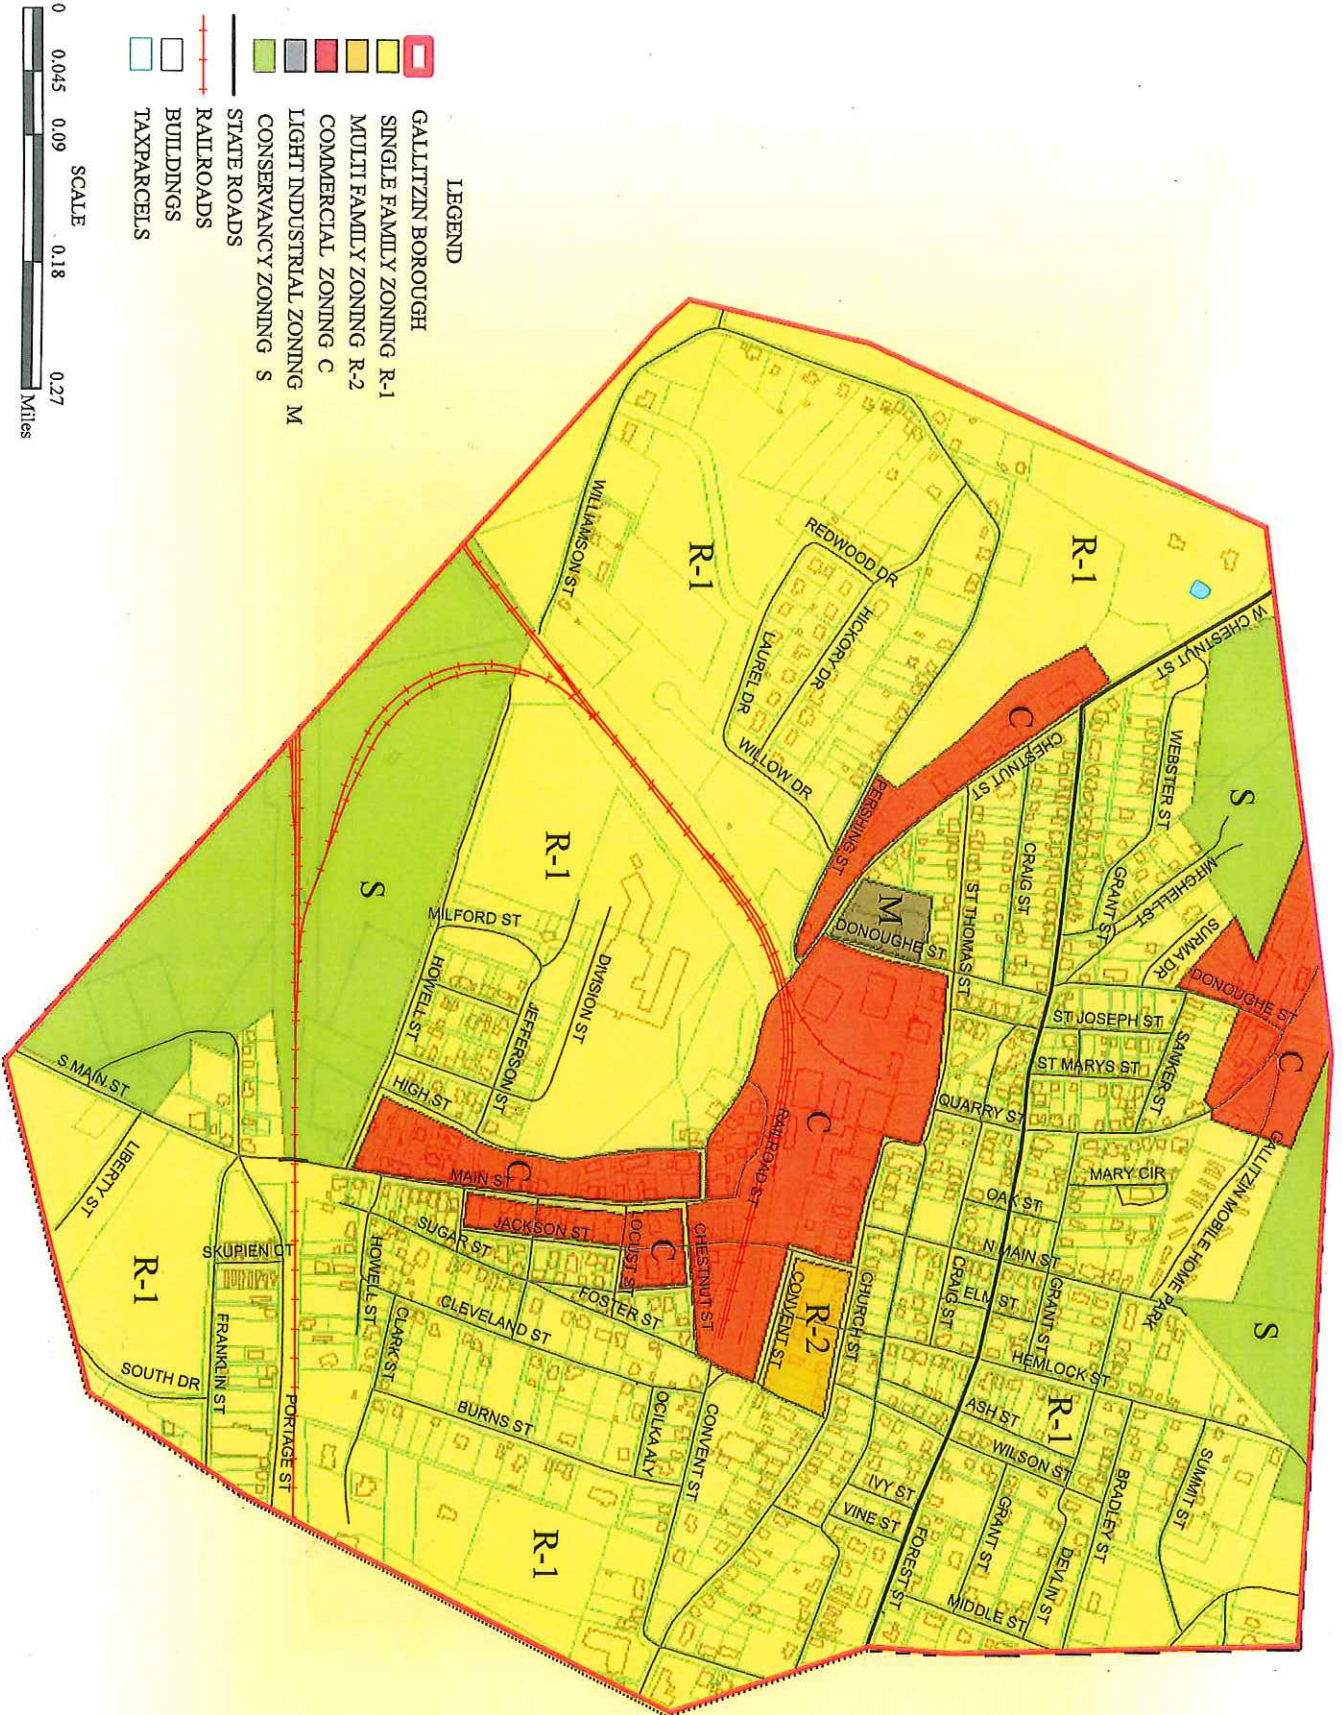 LEGEND
GALLITZIN BOROUGH
SINGLE FAMILY ZONING R-1
MULTI FAMILY ZONING R-2
COMMERCIAL ZONING C
LIGHT INDUSTRIAL ZONING M
CONSERVANCY ZONING S
STATE ROADS
RAILROADS
BUILDINGS
TAXPARCELS
SCALE
0 0.045 0.09 0.18 0.27
Miles
W CHESTNUT ST
R-1
S
WEBSTER ST
MITCHELL ST
GRANT ST
SURMA DR
DONOUGHE ST
C
GALLITZIN MOBILE HOME PARK
S
C
CHESTNUT ST
CRAIG ST
ST THOMAS ST
ST JOSEPH ST
ST MARYS ST
SANKER ST
MARY CIR
QUARRY ST
OAK ST
N MAIN ST
CRAIG ST
ELM ST
GRANT ST
HEMLOCK ST
R-1
ASH ST
WILSON ST
BRADLEY ST
SUMMIT ST
GRANT ST
DEVLIN ST
MIDDLE ST
FOREST ST
IVY ST
VINE ST
CHURCH ST
R-1
REDWOOD DR
HICKORY DR
LAUREL DR
WILLOW DR
PERSHING ST
M
DONOUGHE ST
C
RAILROAD ST
R-2
CONVENT ST
CHESTNUT ST
WILLIAMSON ST
R-1
MILFORD ST
DIVISION ST
JEFFERSON ST
HOWELL ST
HIGH ST
MAIN ST
C
JACKSON ST
LOCUST ST
C
SUGAR ST
FOSTER ST
CLEVELAND ST
HOWELL ST
CLARK ST
BURNS ST
OCILKA ALY
CONVENT ST
R-1
S
S MAIN ST
LIBERTY ST
R-1
SKUPIEN CT
FRANKLIN ST
SOUTH DR
PORTAGE ST